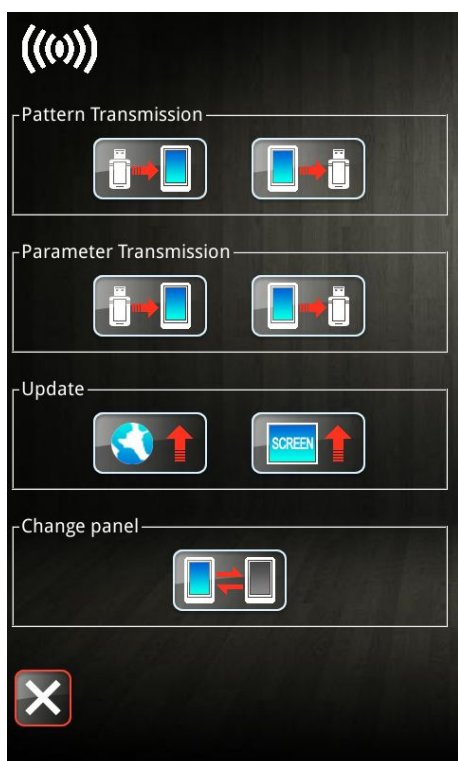 Pattern Transmission
Parameter Transmission
Update
SCREEN
Change panel